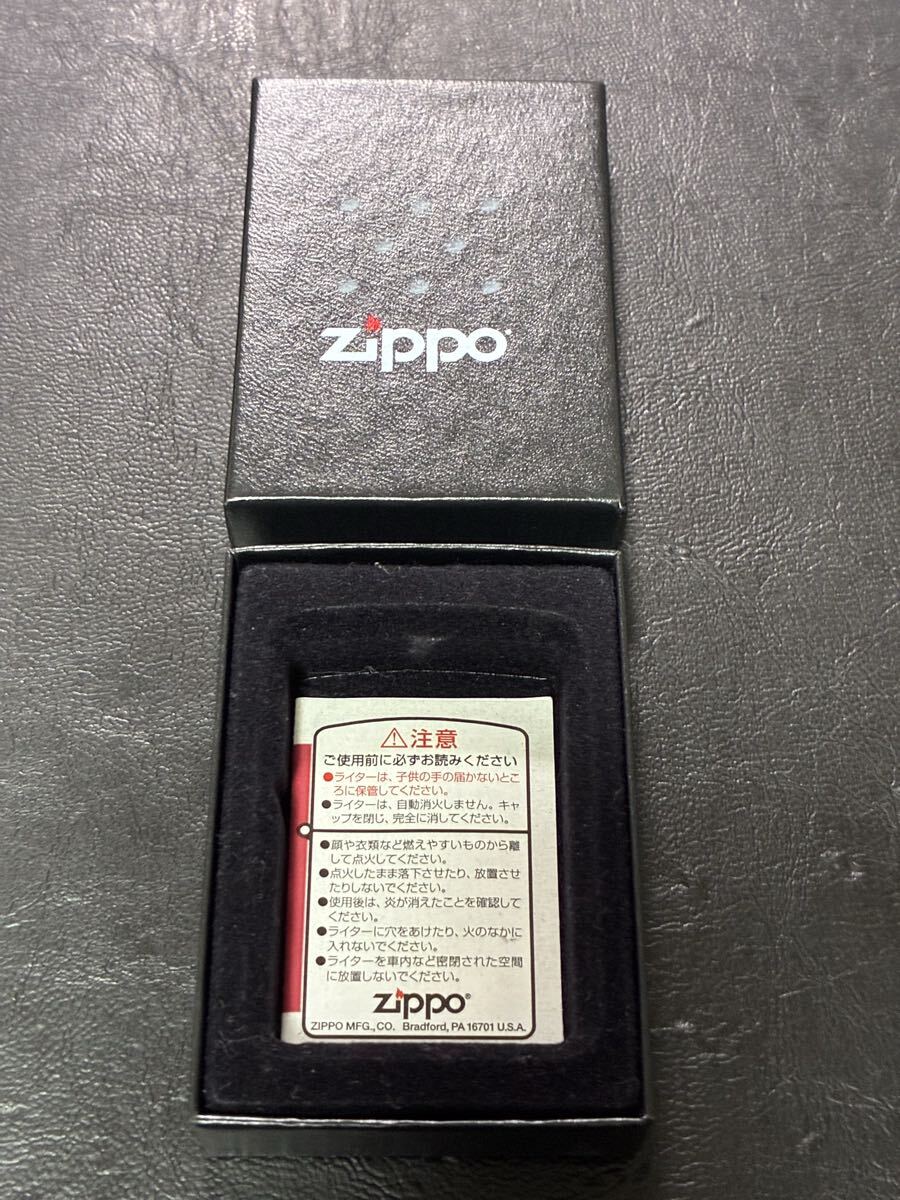 zippo
⚠注意
ご使用前に必ずお読みください
●ライターは、子供の手の届かないとこ
ろに保管してください。
●ライターは、自動消火しません。キャ
ップを閉じ、完全に消してください。
●顔や衣類など燃えやすいものから離
して点火してください。
●点火したまま落下させたり、放置させ
たりしないでください。
●使用後は、炎が消えたことを確認して
ください。
●ライターに穴をあけたり、火のなかに
入れないでください。
●ライターを車内など密閉された空間
に放置しないでください。
zippo®
ZIPPO MFG.,CO. Bradford, PA 16701 U.S.A.